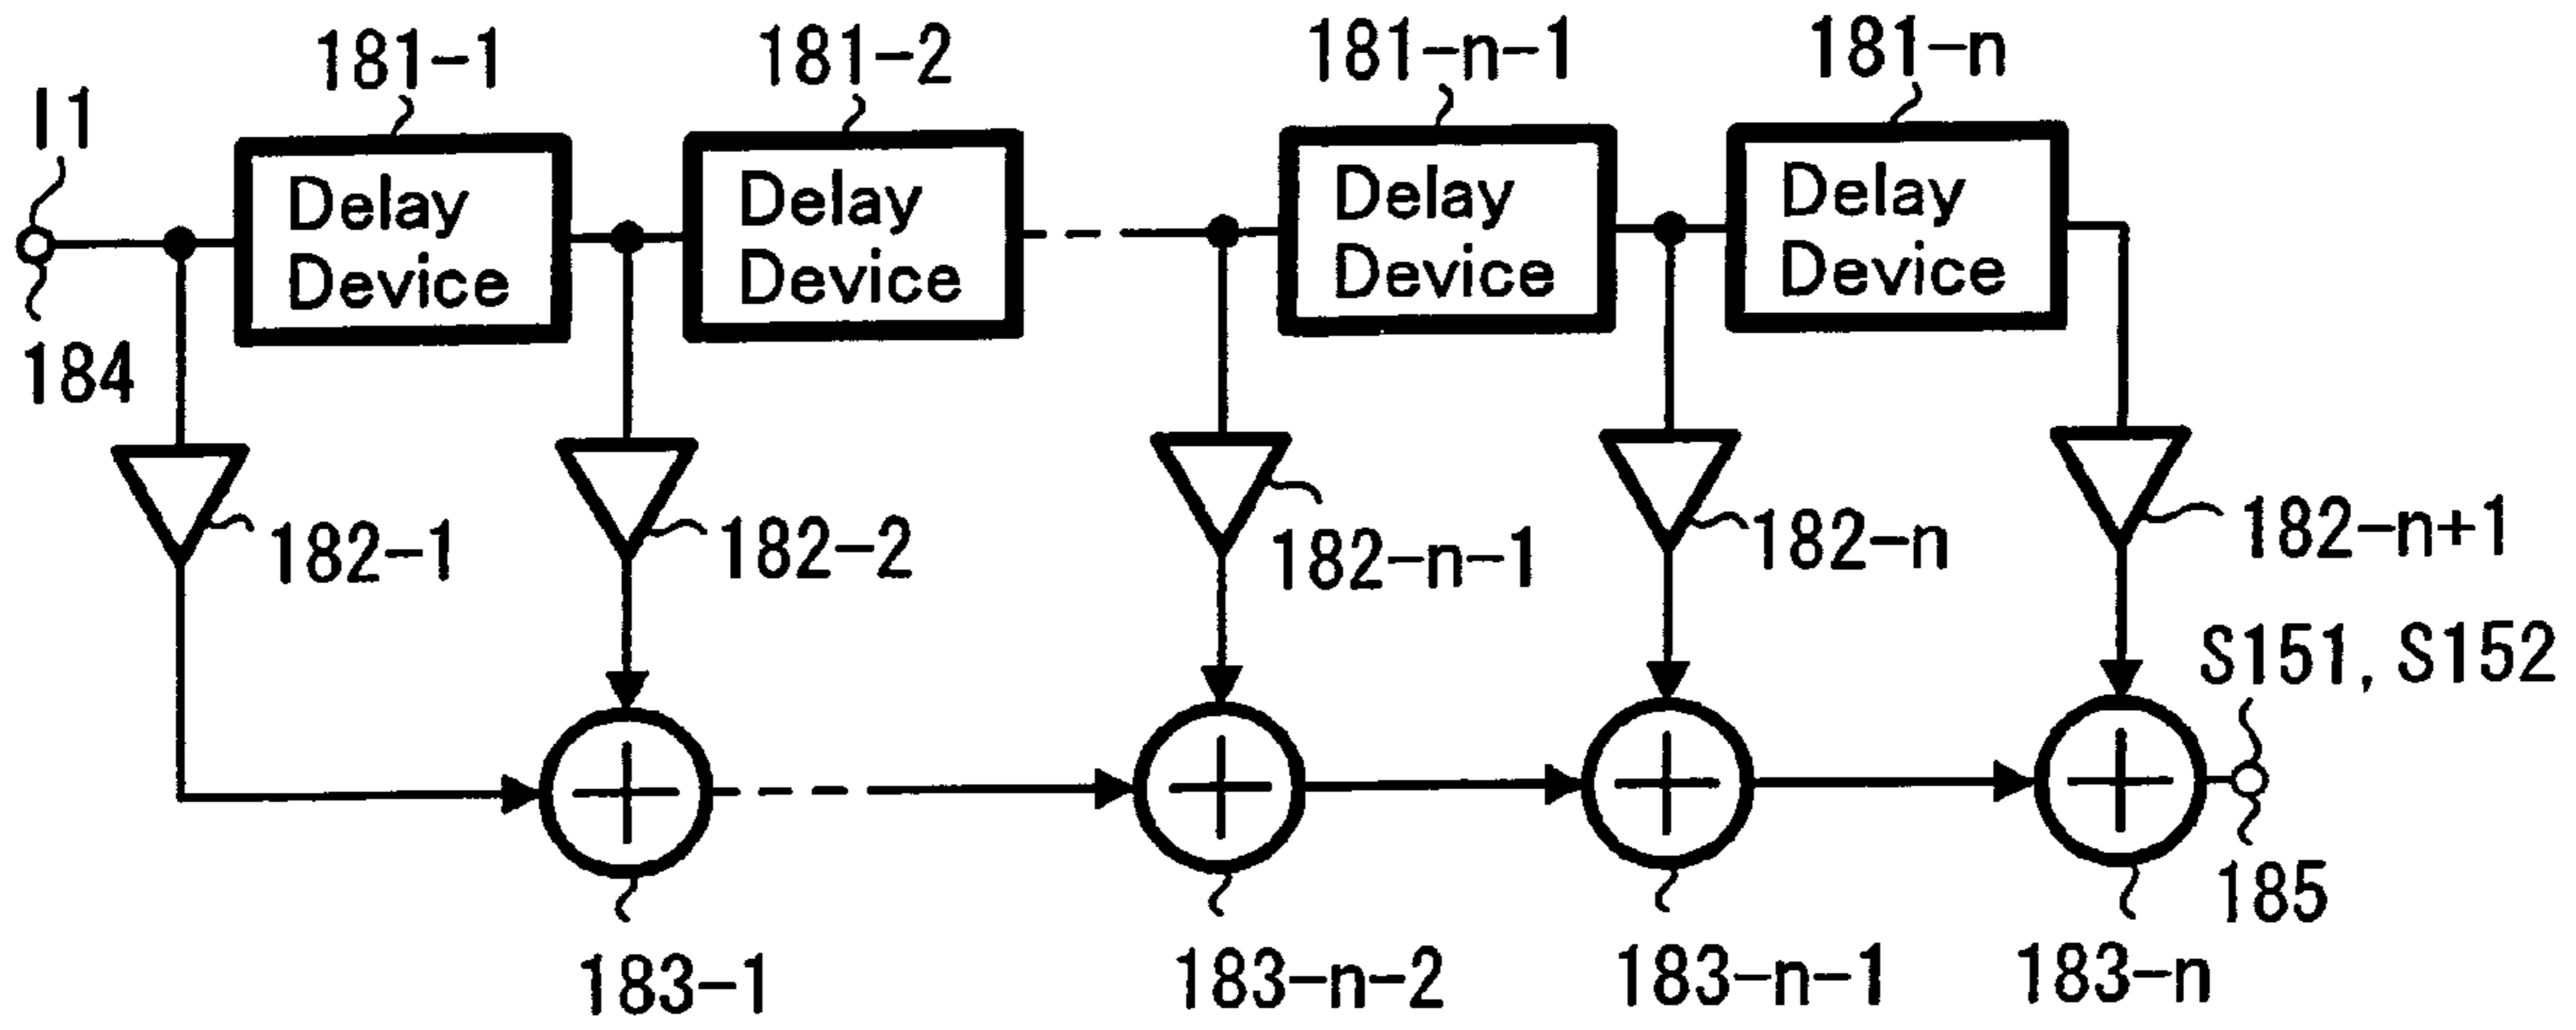 181-1
181-2
181-n-1
181-n
I1
Delay
Device
Delay
Device
Delay
Device
Delay
Device
184
182-1
182-2
182-n-1
182-n
182-n+1
S151, S152
185
183-1
183-n-2
183-n-1
183-n